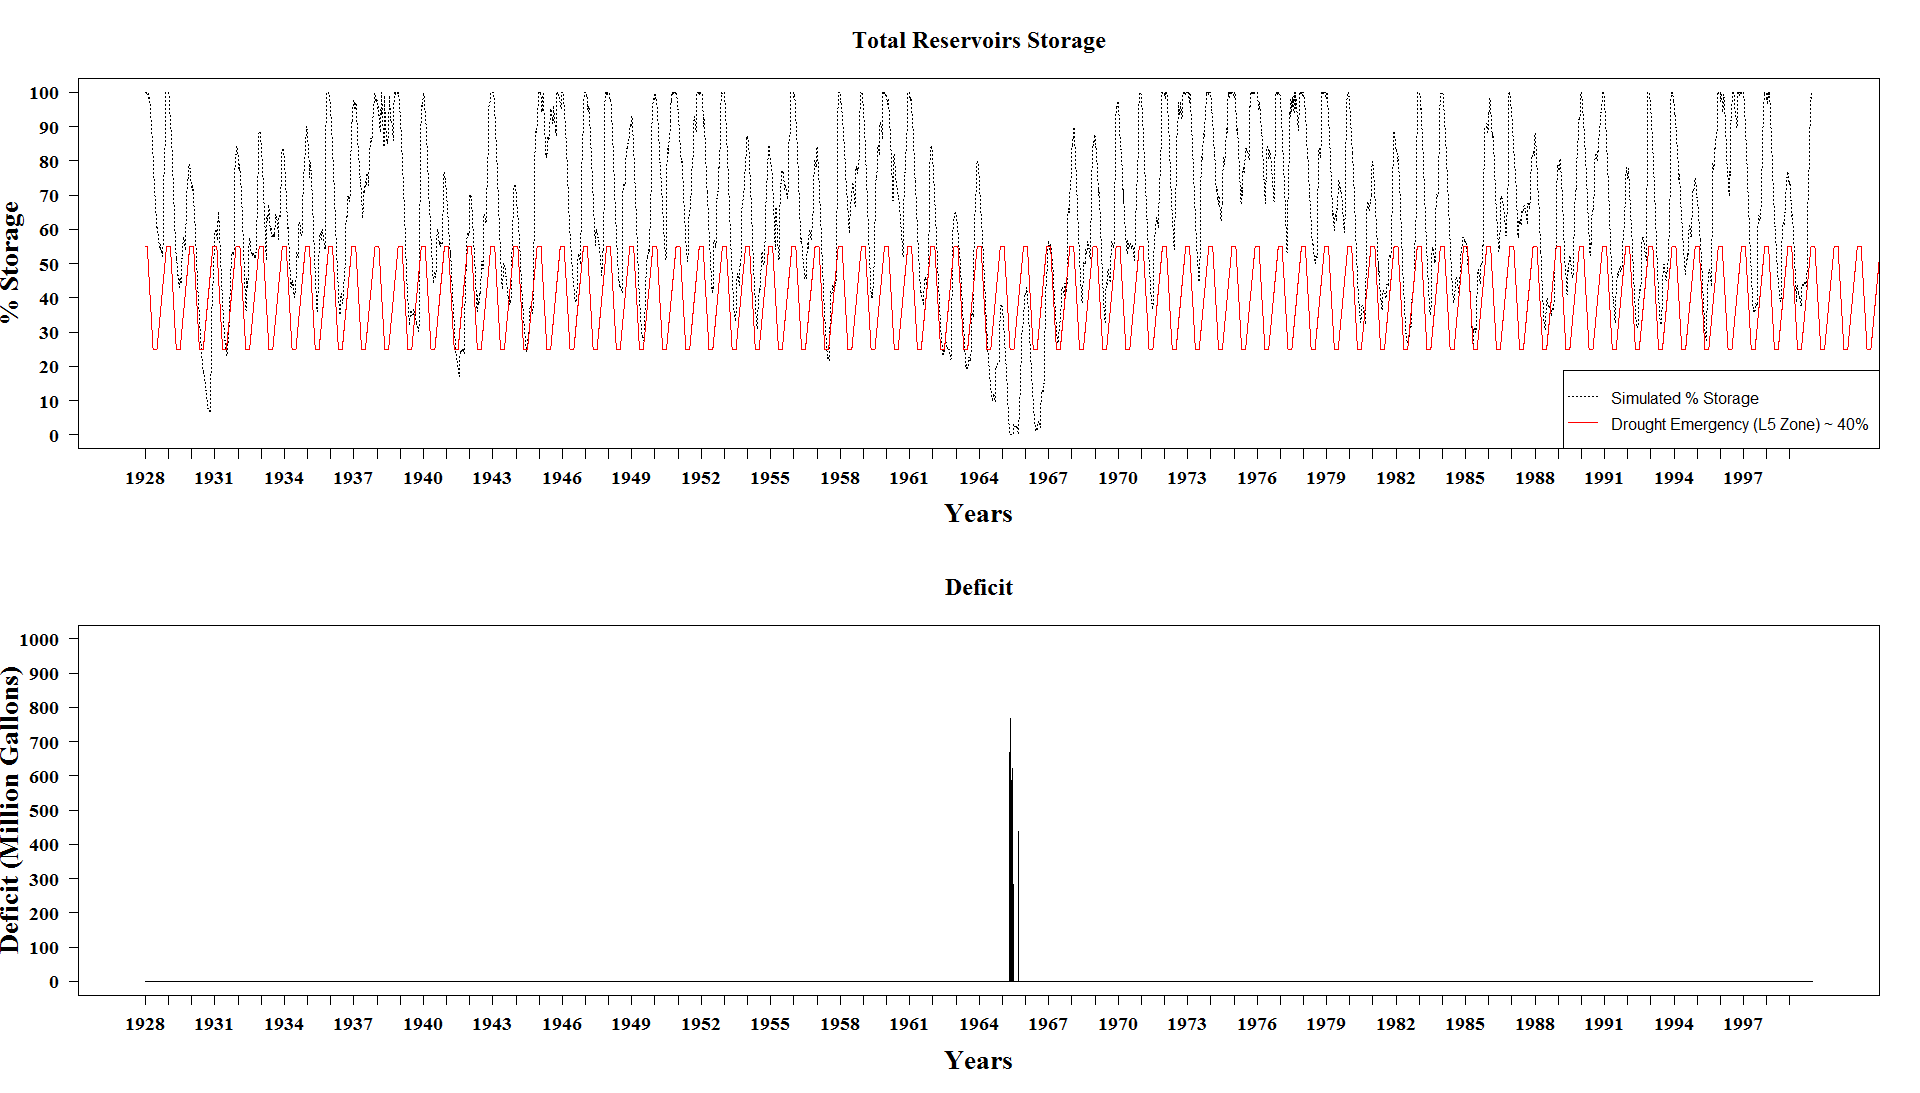 Total Reservoirs Storage
% Storage
100
90
80
70
60
50
40
30
20
10
0
Simulated % Storage
Drought Emergency (L5 Zone) ~ 40%
1928 1931 1934 1937 1940 1943 1946 1949 1952 1955 1958 1961 1964 1967 1970 1973 1976 1979 1982 1985 1988 1991 1994 1997
Years
Deficit
Deficit (Million Gallons)
1000
900
800
700
600
500
400
300
200
100
0
1928 1931 1934 1937 1940 1943 1946 1949 1952 1955 1958 1961 1964 1967 1970 1973 1976 1979 1982 1985 1988 1991 1994 1997
Years